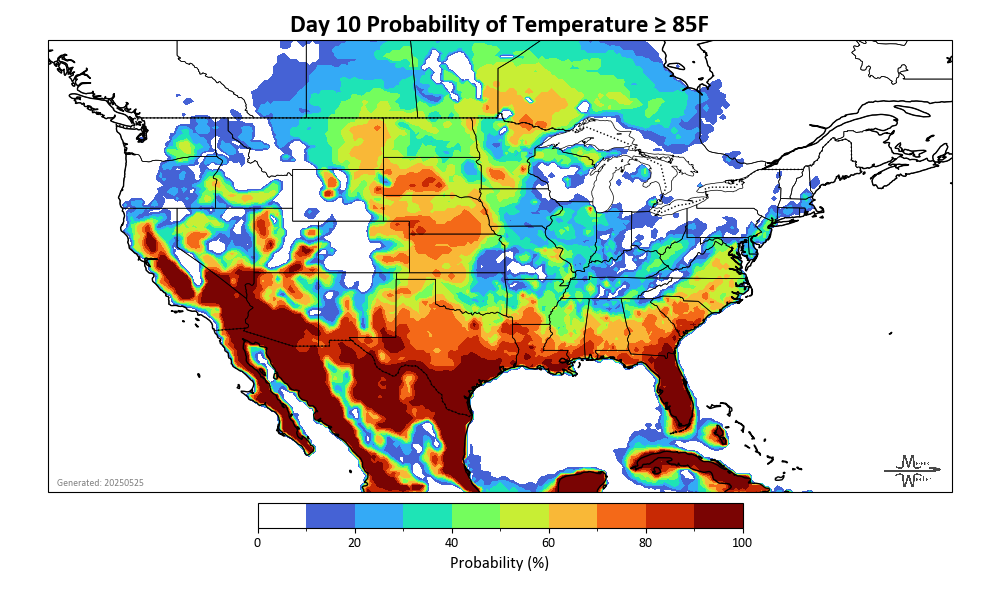 Day 10 Probability of Temperature ≥ 85F
Generated: 20250525
0 20 40 60 80 100
Probability (%)